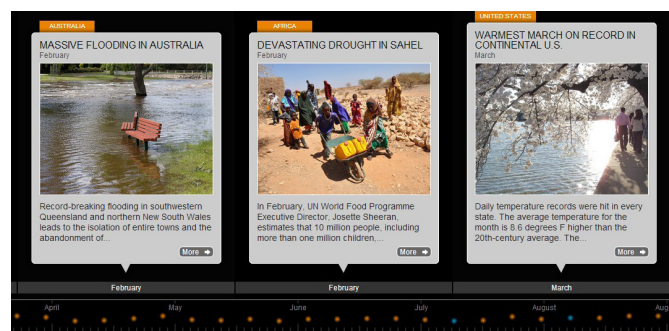 AUSTRALIA
MASSIVE FLOODING IN AUSTRALIA
February
Record-breaking flooding in southwestern
Queensland and northern New South Wales
leads to the isolation of entire towns and the
abandonment of...
More
February
AFRICA
DEVASTATING DROUGHT IN SAHEL
February
In February, UN World Food Programme
Executive Director, Josette Sheeran,
estimates that 10 million people, including
more than one million children,...
More
February
UNITED STATES
WARMEST MARCH ON RECORD IN
CONTINENTAL U.S.
March
Daily temperature records were hit in every
state. The average temperature for the
month is 8.6 degrees F higher than the
20th-century average. The...
More
March
April May June July August Aug